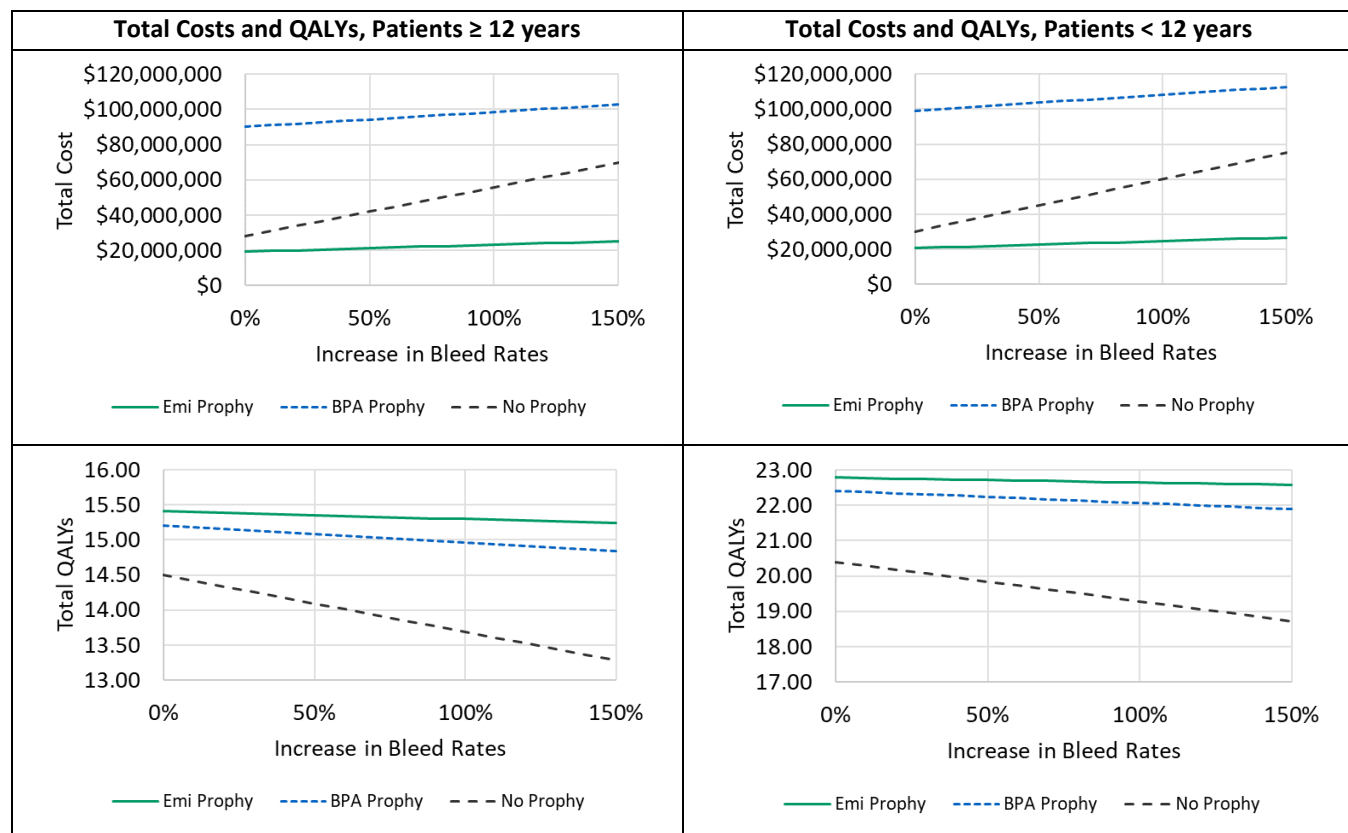 Total Costs and QALYs, Patients ≥ 12 years
Total Costs and QALYs, Patients < 12 years
$120,000,000
$100,000,000
$80,000,000
$60,000,000
$40,000,000
$20,000,000
$0
Total Cost
0% 50% 100% 150%
Increase in Bleed Rates
Emi Prophy BPA Prophy No Prophy
$120,000,000
$100,000,000
$80,000,000
$60,000,000
$40,000,000
$20,000,000
$0
Total Cost
0% 50% 100% 150%
Increase in Bleed Rates
Emi Prophy BPA Prophy No Prophy
16.00
15.50
15.00
14.50
14.00
13.50
13.00
Total QALYs
0% 50% 100% 150%
Increase in Bleed Rates
Emi Prophy BPA Prophy No Prophy
23.00
22.00
21.00
20.00
19.00
18.00
17.00
Total QALYs
0% 50% 100% 150%
Increase in Bleed Rates
Emi Prophy BPA Prophy No Prophy